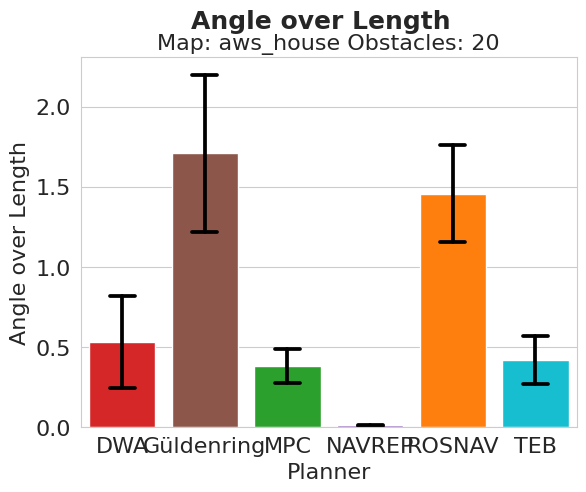 Angle over Length
Map: aws_house Obstacles: 20
Angle over Length
2.0
1.5
1.0
0.5
0.0
DWA Güldenring MPC NAVREP ROSNAV TEB
Planner